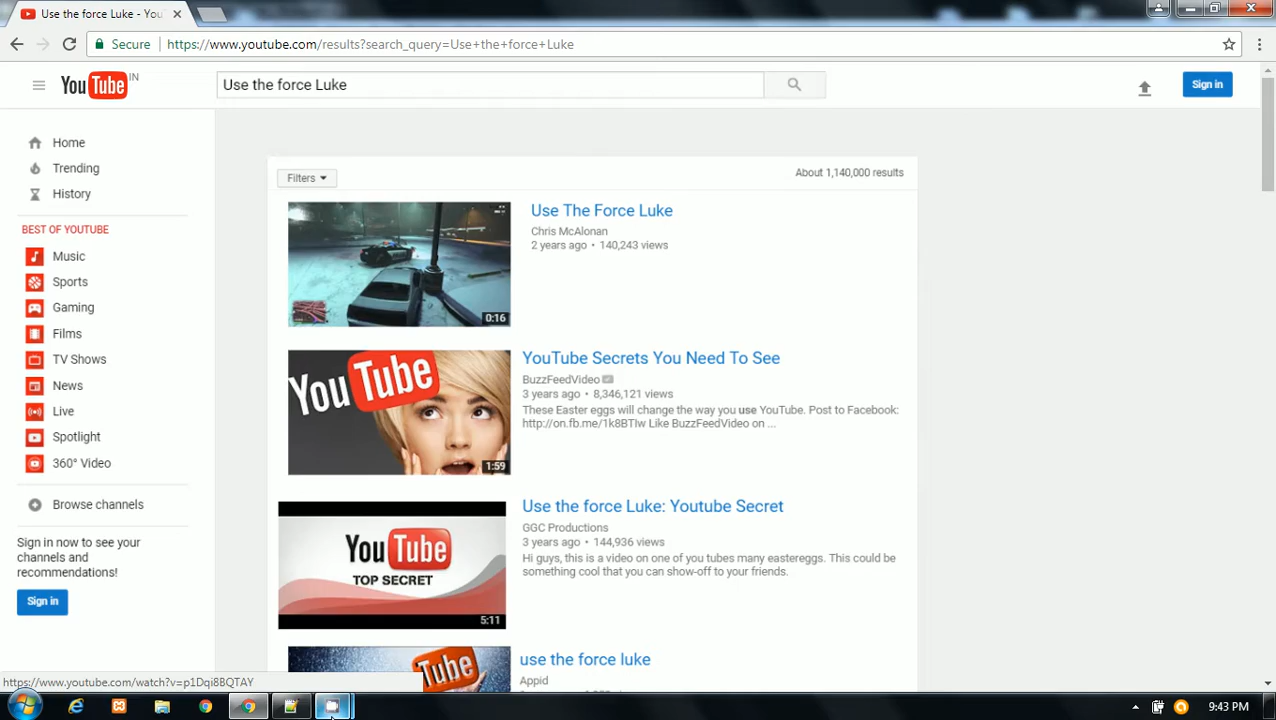 Use the force Luke - You
Secure
https://www.youtube.com/results?search_query=Use+the+force+Luke
YouTube IN
Use the force Luke
Sign in
Home
Trending
History
BEST OF YOUTUBE
Music
Sports
Gaming
Films
TV Shows
News
Live
Spotlight
360° Video
Browse channels
Sign in now to see your
channels and
recommendations!
Sign in
Filters
About 1,140,000 results
0:16
Use The Force Luke
Chris McAlonan
2 years ago • 140,243 views
YouTube
1:59
YouTube Secrets You Need To See
BuzzFeedVideo
3 years ago • 8,346,121 views
These Easter eggs will change the way you use YouTube. Post to Facebook:
http://on.fb.me/1k8BTIw Like BuzzFeedVideo on ...
YouTube
TOP SECRET
5:11
Use the force Luke: Youtube Secret
GGC Productions
3 years ago • 144,936 views
Hi guys, this is a video on one of you tubes many eastereggs. This could be
something cool that you can show-off to your friends.
Tube
use the force luke
Appid
https://www.youtube.com/watch?v=p1Dqi8BQTAY
9:43 PM